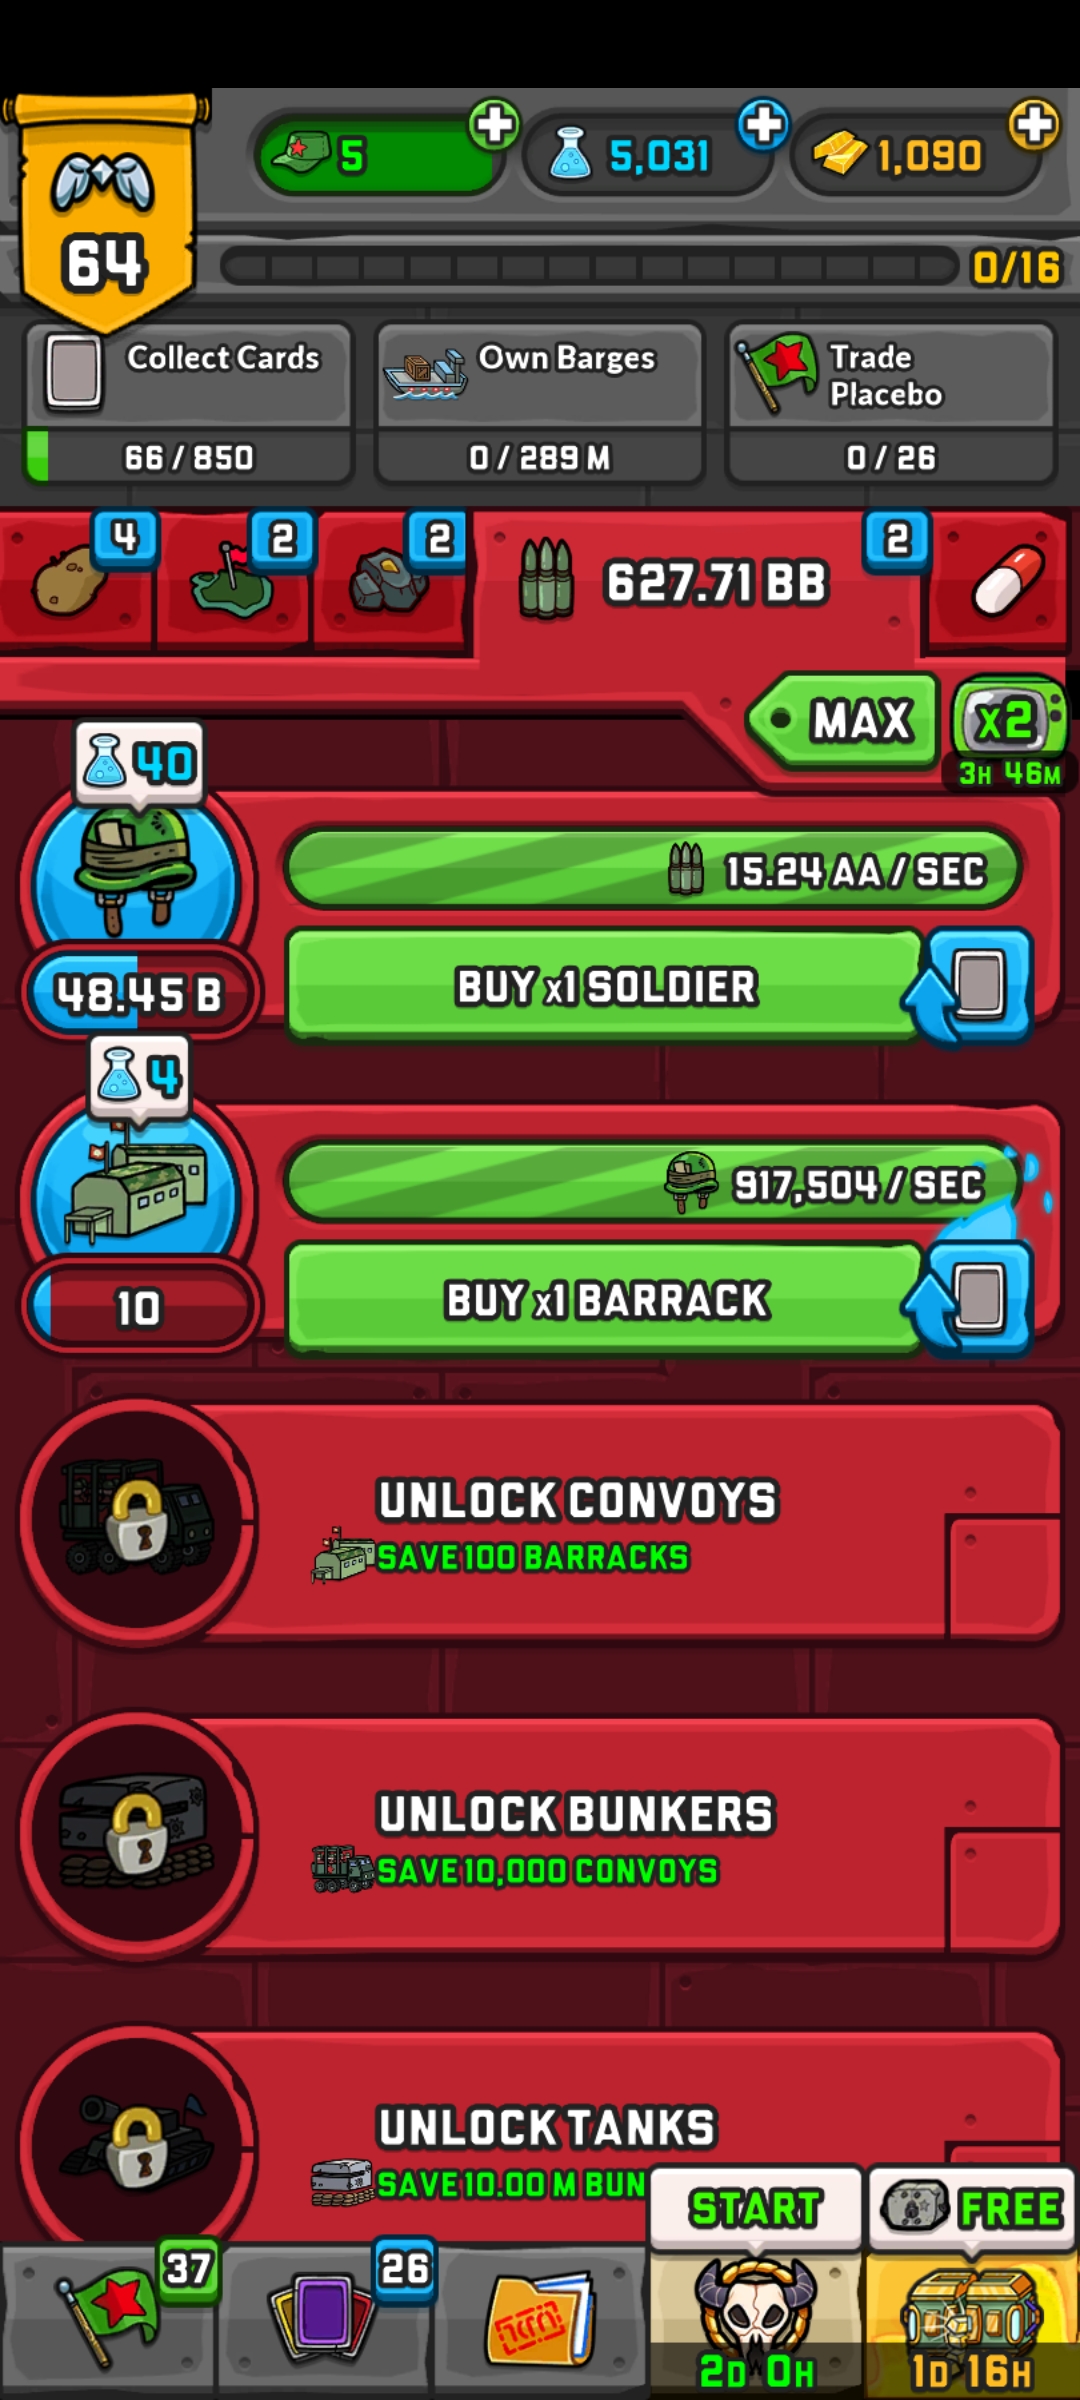 5
5,031
1,090
64
0/16
Collect Cards
66 / 850
Own Barges
0 / 289 M
Trade
Placebo
0 / 26
4
2
2
627.71 BB
2
MAX
x2
3H 46M
40
15.24 AA / SEC
48.45 B
BUY x1 SOLDIER
4
917,504 / SEC
10
BUY x1 BARRACK
UNLOCK CONVOYS
SAVE 100 BARRACKS
UNLOCK BUNKERS
SAVE 10,000 CONVOYS
UNLOCK TANKS
SAVE 10.00 M BUN
START
FREE
37
26
2D 0H
1D 16H